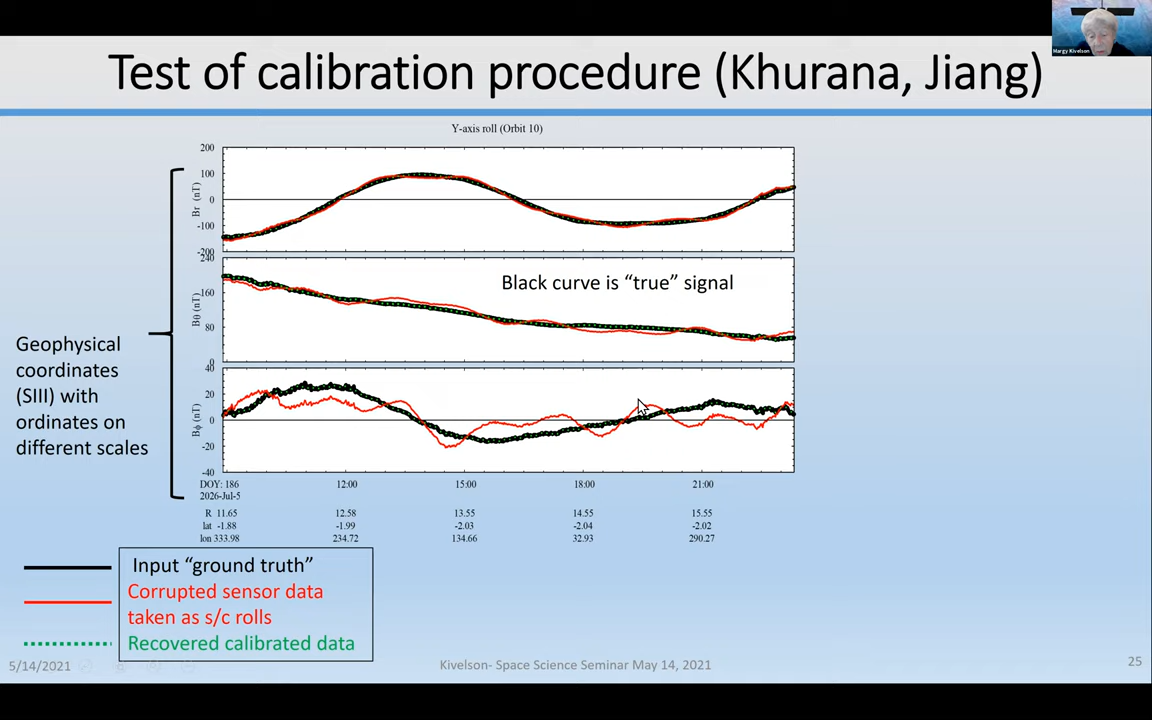 Margy Kivelson
Test of calibration procedure (Khurana, Jiang)
Y-axis roll (Orbit 10)
200
100
0
-100
-200
Br (nT)
240
160
80
0
Bθ (nT)
Black curve is “true” signal
40
20
0
-20
-40
Bφ (nT)
Geophysical
coordinates
(SIII) with
ordinates on
different scales
DOY: 186 12:00 15:00 18:00 21:00
2026-Jul-5
R 11.65 12.58 13.55 14.55 15.55
lat -1.88 -1.99 -2.03 -2.04 -2.02
lon 333.98 234.72 134.66 32.93 290.27
Input “ground truth”
Corrupted sensor data
taken as s/c rolls
Recovered calibrated data
5/14/2021
Kivelson- Space Science Seminar May 14, 2021
25